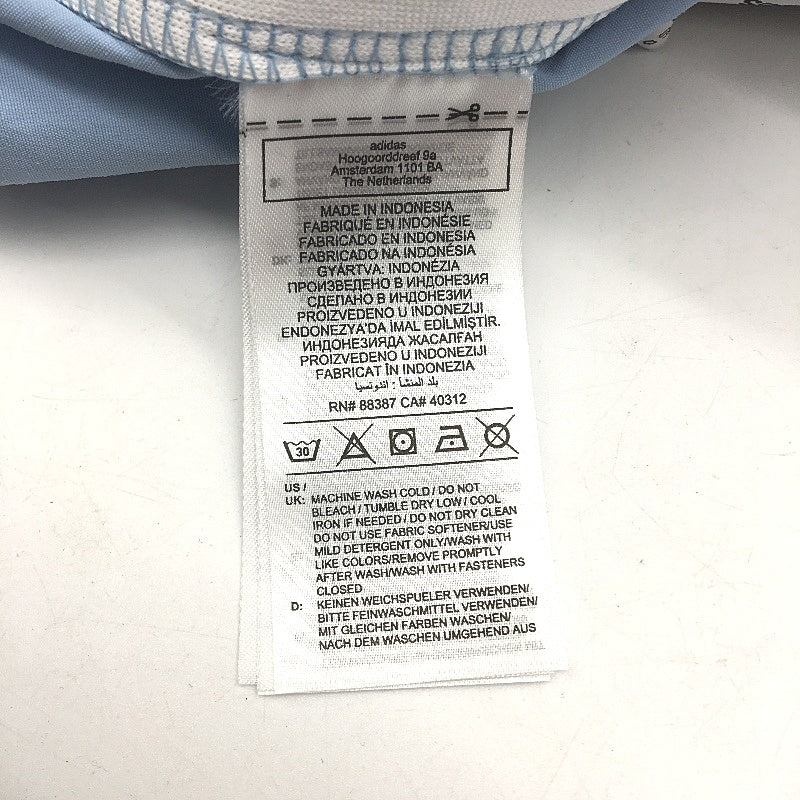 adidas
Hoogoorddreef 9a
Amsterdam 1101 BA
The Netherlands
MADE IN INDONESIA
FABRIQUÉ EN INDONÉSIE
FABRICADO EN INDONESIA
FABRICADO NA INDONÉSIA
GYÁRTVA: INDONÉZIA
ПРОИЗВЕДЕНО В ИНДОНЕЗИЯ
СДЕЛАНО В ИНДОНЕЗИИ
PROIZVEDENO U INDONEZIJI
ENDONEZYA'DA İMAL EDİLMİŞTİR.
ИНДОНЕЗИЯДА ЖАСАЛҒАН
PROIZVEDENO U INDONEZIJI
FABRICAT ÎN INDONEZIA
بلد المنشأ : اندونسيا
RN# 88387 CA# 40312
30
US /
UK: MACHINE WASH COLD / DO NOT
BLEACH / TUMBLE DRY LOW / COOL
IRON IF NEEDED / DO NOT DRY CLEAN
DO NOT USE FABRIC SOFTENER/USE
MILD DETERGENT ONLY/WASH WITH
LIKE COLORS/REMOVE PROMPTLY
AFTER WASH/WASH WITH FASTENERS
CLOSED
D: KEINEN WEICHSPUELER VERWENDEN/
BITTE FEINWASCHMITTEL VERWENDEN/
MIT GLEICHEN FARBEN WASCHEN/
NACH DEM WASCHEN UMGEHEND AUS